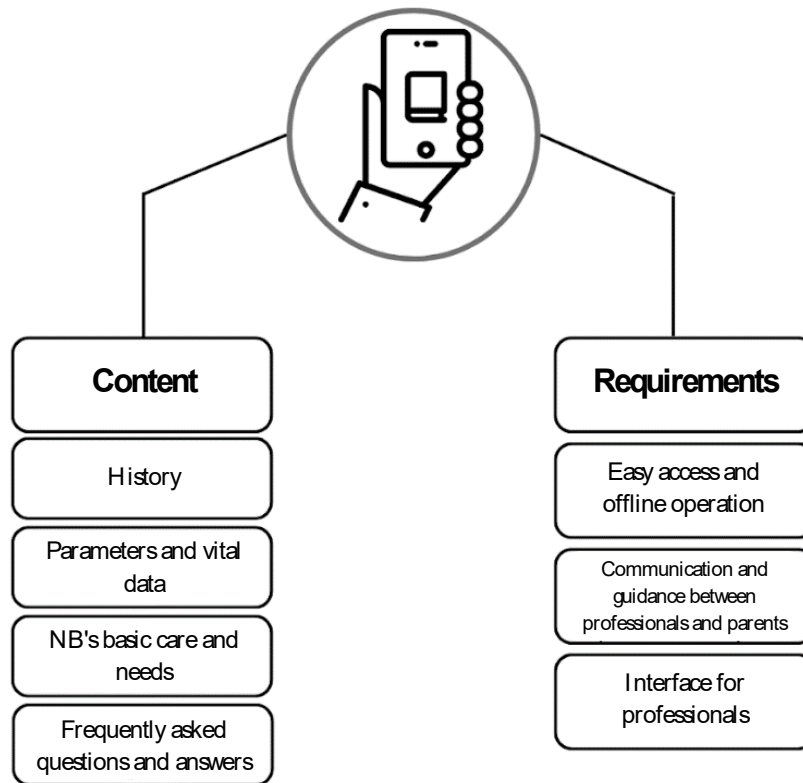 Content
History
Parameters and vital
data
NB's basic care and
needs
Frequently asked
questions and answers
Requirements
Easy access and
offline operation
Communication and
guidance between
professionals and parents
Interface for
professionals